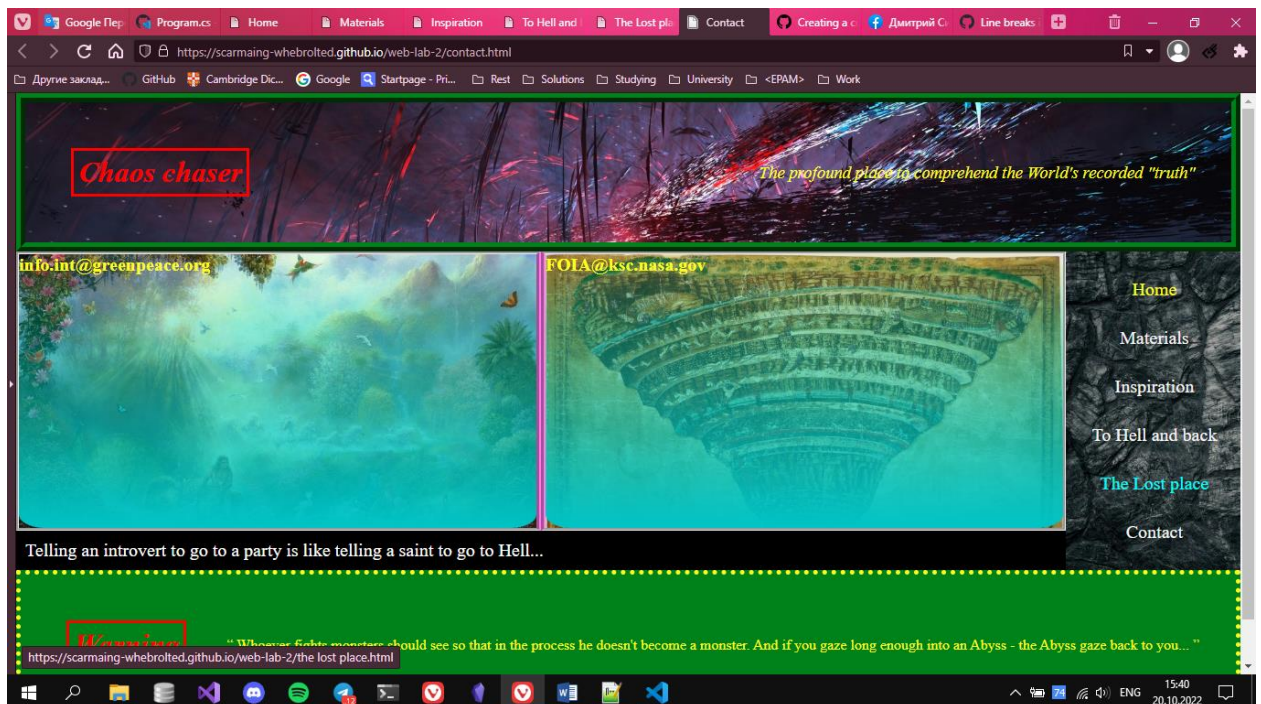 Google Пер
Program.cs
Home
Materials
Inspiration
To Hell and
The Lost pla
Contact
Creating a c
Дмитрий С
Line breaks
https://scarmaing-whebrolted.github.io/web-lab-2/contact.html
Другие заклад...
GitHub
Cambridge Dic...
Google
Startpage - Pri...
Rest
Solutions
Studying
University
<EPAM>
Work
Chaos chaser
The profound place to comprehend the World's recorded "truth"
info.int@greenpeace.org
FOIA@ksc.nasa.gov
Home
Materials
Inspiration
To Hell and back
The Lost place
Contact
Telling an introvert to go to a party is like telling a saint to go to Hell...
Warning
“ Whoever fights monsters should see so that in the process he doesn't become a monster. And if you gaze long enough into an Abyss - the Abyss gaze back to you... ”
https://scarmaing-whebrolted.github.io/web-lab-2/the lost place.html
12
74
ENG
15:40
20.10.2022